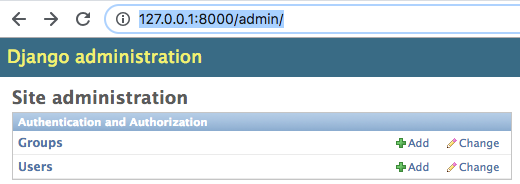 127.0.0.1:8000/admin/
Django administration
Site administration
Authentication and Authorization
Groups Add Change
Users Add Change